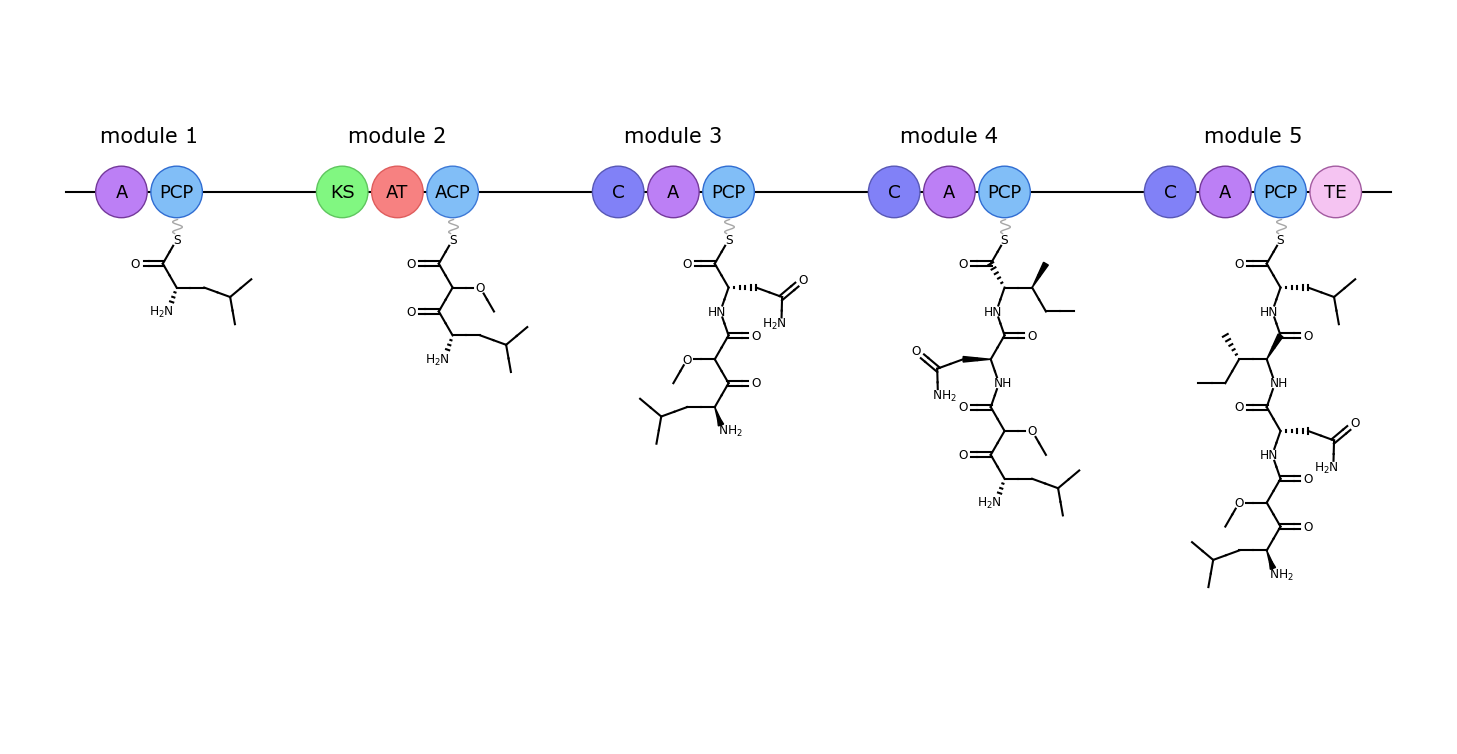 module 1 module 2 module 3 module 4 module 5
A PCP KS AT ACP C A PCP C A PCP C A PCP TE
S S S S S
O O O O O
O O
H₂N O HN H₂N HN HN
O O O
O
H₂N O O NH₂ NH
O O
O HN
O H₂N
NH₂ O
H₂N O
O
NH₂